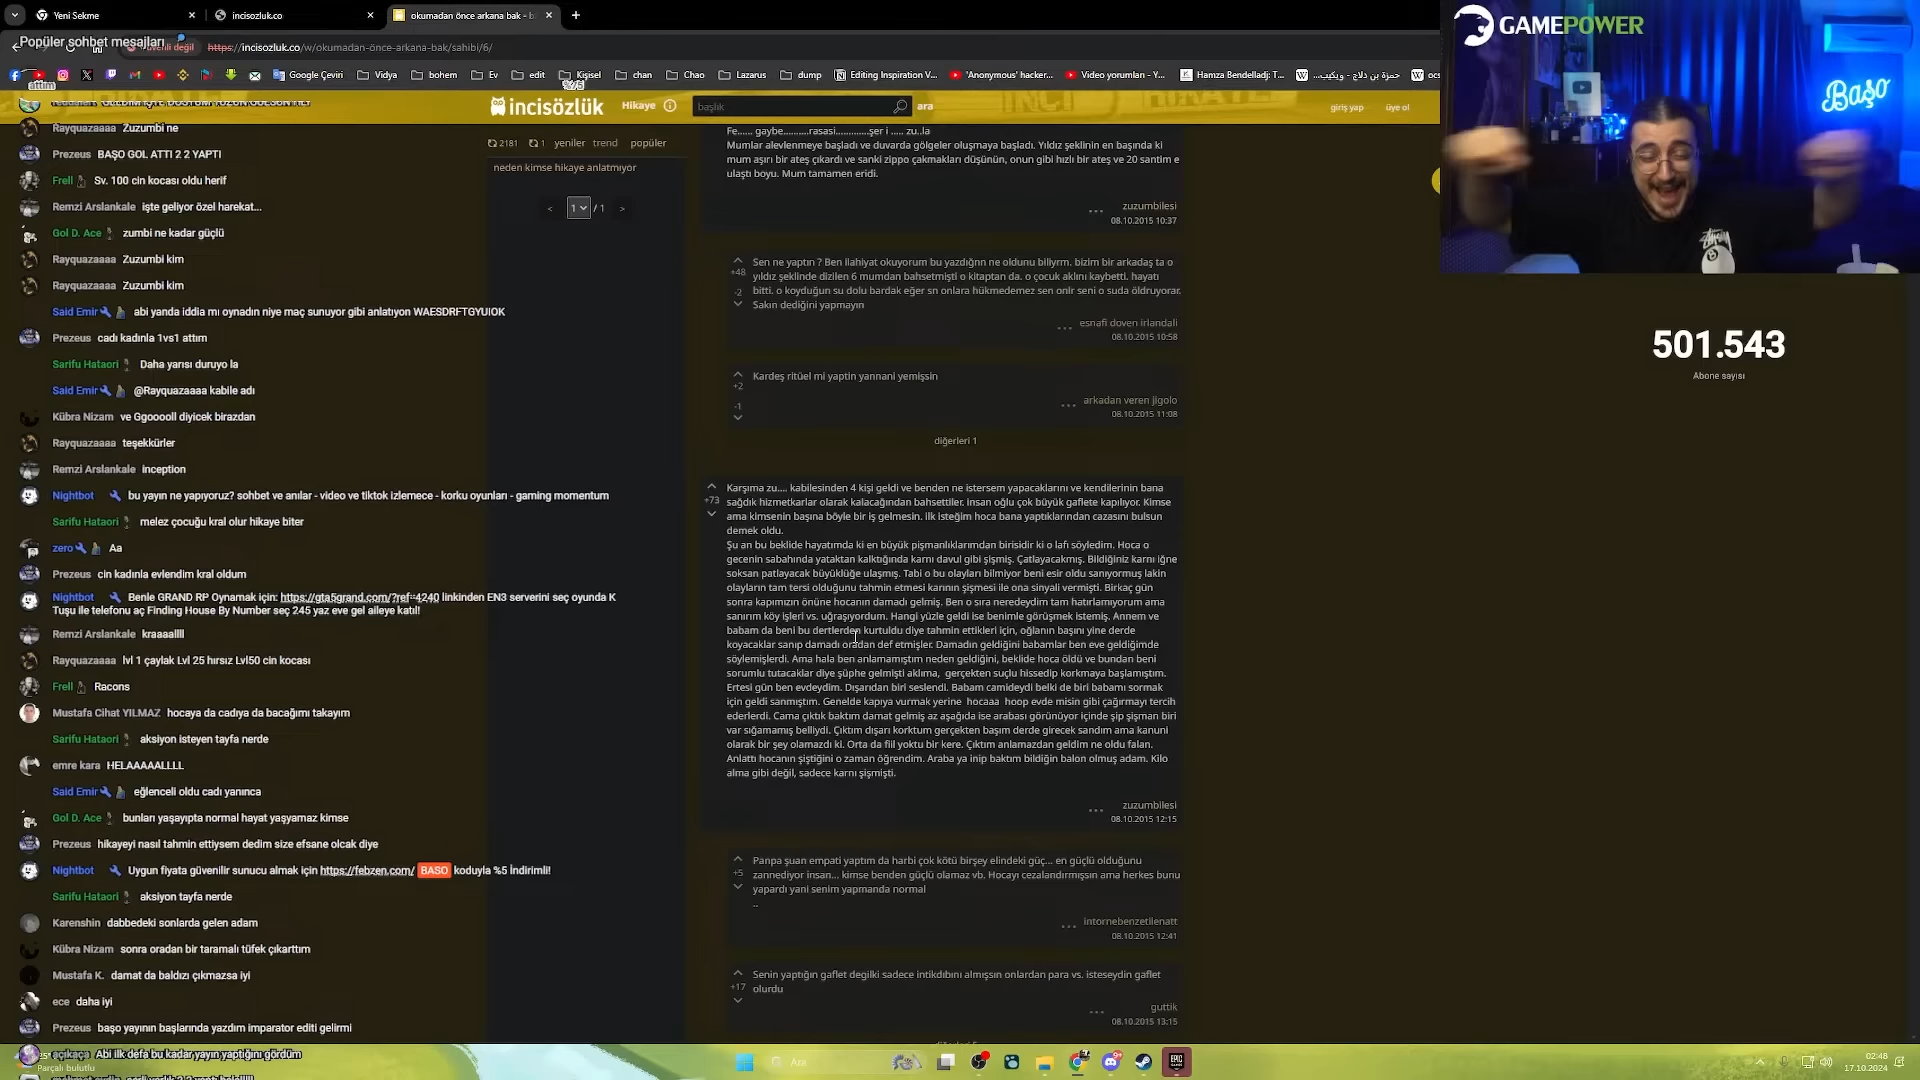 Yeni Sekme
incisozluk.co
okumadan önce arkana bak - b
Popüler sohbet mesajları
https://incisozluk.co/w/okumadan-önce-arkana-bak/sahibi/6/
Google Çeviri
Vidya
bohem
Ev
edit
Kişisel
chan
Chao
Lazarus
dump
Editing Inspiration V...
'Anonymous' hacker...
Video yorumları - Y...
Hamza Bendelladj: T...
حمزة بن دلاج - ويكيب...
attım
%75
incisözlük
Hikaye
başlık
ara
giriş yap
üye ol
GAMEPOWER
Başo
501.543
Abone sayısı
Rayquazaaaa Zuzumbi ne
Prezeus BAŞO GOL ATTI 2 2 YAPTI
Frell Sv. 100 cin kocası oldu herif
Remzi Arslankale işte geliyor özel harekat...
Gol D. Ace zumbi ne kadar güçlü
Rayquazaaaa Zuzumbi kim
Rayquazaaaa Zuzumbi kim
Said Emir abi yanda iddia mı oynadın niye maç sunuyor gibi anlatıyon WAESDRFTGYUIOK
Prezeus cadı kadınla 1vs1 attım
Sarifu Hataori Daha yarısı duruyo la
Said Emir @Rayquazaaaa kabile adı
Kübra Nizam ve Ggooooll diyicek birazdan
Rayquazaaaa teşekkürler
Remzi Arslankale inception
Nightbot bu yayın ne yapıyoruz? sohbet ve anılar - video ve tiktok izlemece - korku oyunları - gaming momentum
Sarifu Hataori melez çocuğu kral olur hikaye biter
zero Aa
Prezeus cin kadınla evlendim kral oldum
Nightbot Benle GRAND RP Oynamak için: https://gta5grand.com/?ref=4240 linkinden EN3 serverini seç oyunda K
Tuşu ile telefonu aç Finding House By Number seç 245 yaz eve gel aileye katıl!
Remzi Arslankale kraaaallll
Rayquazaaaa lvl 1 çaylak Lvl 25 hırsız Lvl50 cin kocası
Frell Racons
Mustafa Cihat YILMAZ hocaya da cadıya da bacağımı takayım
Sarifu Hataori aksiyon isteyen tayfa nerde
emre kara HELAAAAALLLL
Said Emir eğlenceli oldu cadı yanınca
Gol D. Ace bunları yaşayıpta normal hayat yaşyamaz kimse
Prezeus hikayeyi nasıl tahmin ettiysem dedim size efsane olcak diye
Nightbot Uygun fiyata güvenilir sunucu almak için https://febzen.com/ BASO koduyla %5 İndirimli!
Sarifu Hataori aksiyon tayfa nerde
Karenshin dabbedeki sonlarda gelen adam
Kübra Nizam sonra oradan bir taramalı tüfek çıkarttım
Mustafa K. damat da baldızı çıkmazsa iyi
ece daha iyi
Prezeus başo yayının başlarında yazdım imparator editi gelirmi
açıkaça Abi ilk defa bu kadar yayın yaptığını gördüm
2181
1
yeniler
trend
popüler
neden kimse hikaye anlatmıyor
<
1
/ 1
>
Fe...... gaybe..........rasasi............şer i ..... zu..la
Mumlar alevlenmeye başladı ve duvarda gölgeler oluşmaya başladı. Yıldız şeklinin en başında ki
mum aşırı bir ateş çıkardı ve sanki zippo çakmakları düşünün, onun gibi hızlı bir ateş ve 20 santim e
ulaştı boyu. Mum tamamen eridi.
zuzumbilesi
08.10.2015 10:37
+48
-2
Sen ne yaptın ? Ben ilahiyat okuyorum bu yazdığnn ne oldunu biliyrm. bizim bir arkadaş ta o
yıldız şeklinde dizilen 6 mumdan bahsetmişti o kitaptan da. o çocuk aklını kaybetti. hayatı
bitti. o koyduğun su dolu bardak eğer sn onlara hükmedemez sen onlr seni o suda öldruyorar.
Sakın dediğini yapmayın
esnafi doven irlandali
08.10.2015 10:58
+2
-1
Kardeş ritüel mi yaptin yannani yemişsin
arkadan veren jigolo
08.10.2015 11:08
diğerleri 1
+73
Karşıma zu.... kabilesinden 4 kişi geldi ve benden ne istersem yapacaklarını ve kendilerinin bana
sağdık hizmetkarlar olarak kalacağından bahsettiler. insan oğlu çok büyük gaflete kapılıyor. Kimse
ama kimsenin başına böyle bir iş gelmesin. ilk isteğim hoca bana yaptıklarından cazasını bulsun
demek oldu.
Şu an bu beklide hayatımda ki en büyük pişmanlıklarımdan birisidir ki o lafı söyledim. Hoca o
gecenin sabahında yataktan kalktığında karnı davul gibi şişmiş. Çatlayacakmış. Bildiğiniz karnı iğne
soksan patlayacak büyüklüğe ulaşmış. Tabi o bu olayları bilmiyor beni esir oldu sanıyormuş lakin
olayların tam tersi olduğunu tahmin etmesi karının şişmesi ile ona sinyali vermişti. Birkaç gün
sonra kapımızın önüne hocanın damadı gelmiş. Ben o sıra neredeydim tam hatırlamıyorum ama
sanırım köy işleri vs. uğraşıyordum. Hangi yüzle geldi ise benimle görüşmek istemiş. Annem ve
babam da beni bu dertlerden kurtuldu diye tahmin ettikleri için, oğlanın başını yine derde
koyacaklar sanıp damadı oradan def etmişler. Damadın geldiğini babamlar ben eve geldiğimde
söylemişlerdi. Ama hala ben anlamamıştım neden geldiğini, beklide hoca öldü ve bundan beni
sorumlu tutacaklar diye şüphe gelmişti aklıma, gerçekten suçlu hissedip korkmaya başlamıştım.
Ertesi gün ben evdeydim. Dışarıdan biri seslendi. Babam camideydi belki de biri babamı sormak
için geldi sanmıştım. Genelde kapıya vurmak yerine hocaaa hoop evde misin gibi çağırmayı tercih
ederlerdi. Cama çıktık baktım damat gelmiş az aşağıda ise arabası görünüyor içinde şip şişman biri
var sığamamış belliydi. Çıktım dışarı korktum gerçekten başım derde girecek sandım ama kanuni
olarak bir şey olamazdı ki. Orta da fiil yoktu bir kere. Çıktım anlamazdan geldim ne oldu falan.
Anlattı hocanın şiştiğini o zaman öğrendim. Araba ya inip baktım bildiğin balon olmuş adam. Kilo
alma gibi değil, sadece karnı şişmişti.
zuzumbilesi
08.10.2015 12:15
+5
Panpa şuan empati yaptım da harbi çok kötü birşey elindeki güç... en güçlü olduğunu
zannediyor insan... kimse benden güçlü olamaz vb. Hocayı cezalandırmışsın ama herkes bunu
yapardı yani senim yapmanda normal
..
intornebenzetilenatt
08.10.2015 12:41
+17
Senin yaptığın gaflet degilki sadece intikdıbını almışsın onlardan para vs. isteseydin gaflet
olurdu
guttik
08.10.2015 13:15
Parçalı bulutlu
Ara
02:48
17.10.2024